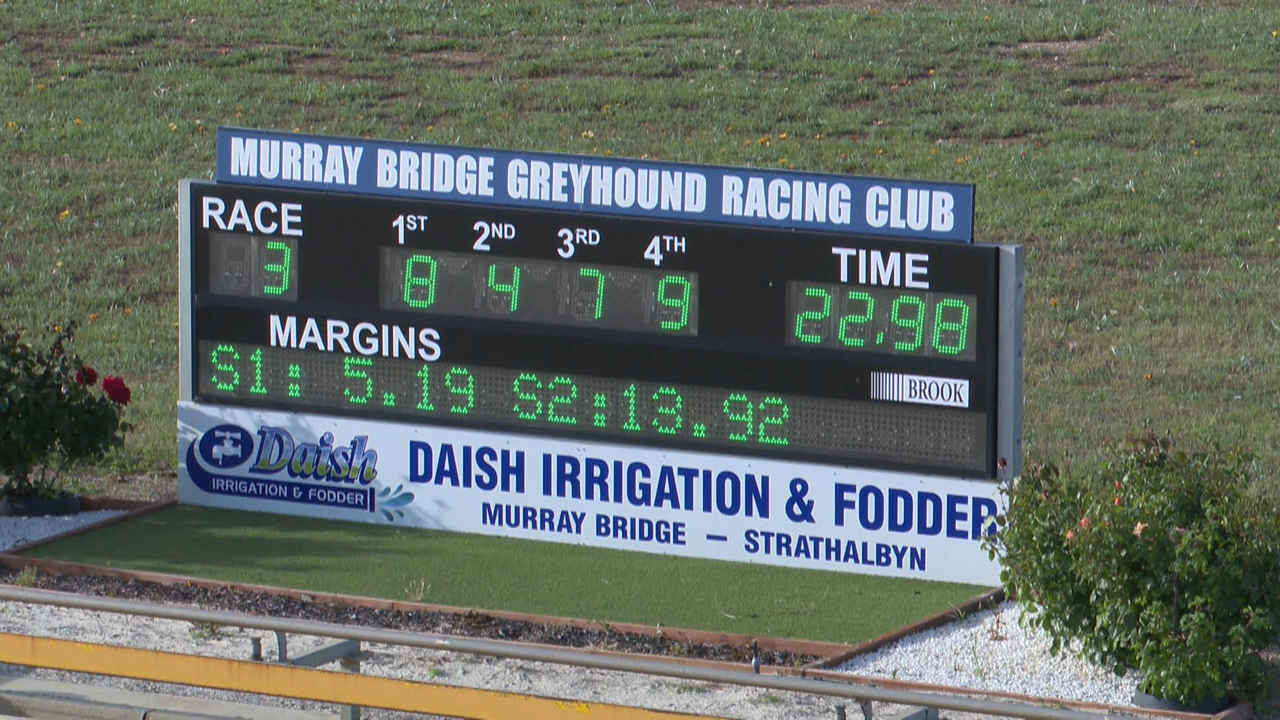 MURRAY BRIDGE GREYHOUND RACING CLUB
RACE 1ST 2ND 3RD 4TH TIME
3 8 4 7 9 22.98
MARGINS
S1: 5.19 S2:13.92
BROOK
Daish
IRRIGATION & FODDER
DAISH IRRIGATION & FODDER
MURRAY BRIDGE – STRATHALBYN